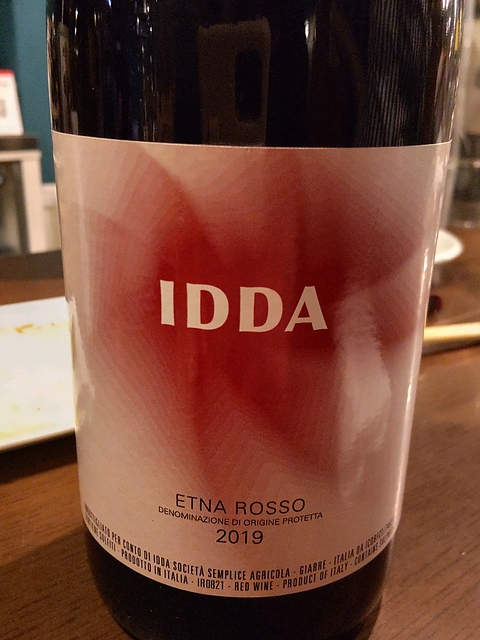 IDDA
ETNA ROSSO
DENOMINAZIONE DI ORIGINE PROTETTA
2019
PER CONTO DI IDDA SOCIETÀ SEMPLICE AGRICOLA - GIARRE - ITALIA DA
PRODOTTO IN ITALIA - IR0821 - RED WINE - PRODUCT OF ITALY - CONTAINS